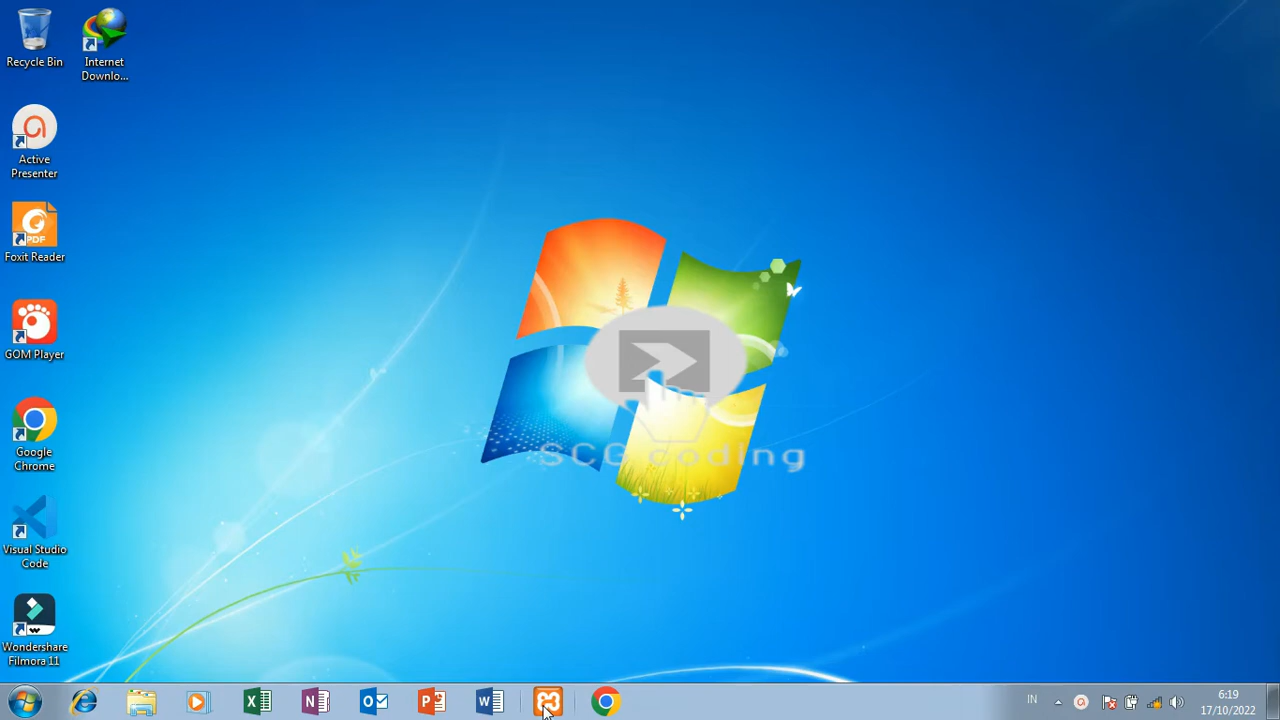 Recycle Bin
Internet
Downlo...
Active
Presenter
PDF
Foxit Reader
GOM Player
Google
Chrome
Visual Studio
Code
Wondershare
Filmora 11
SCG coding
IN
6:19
17/10/2022